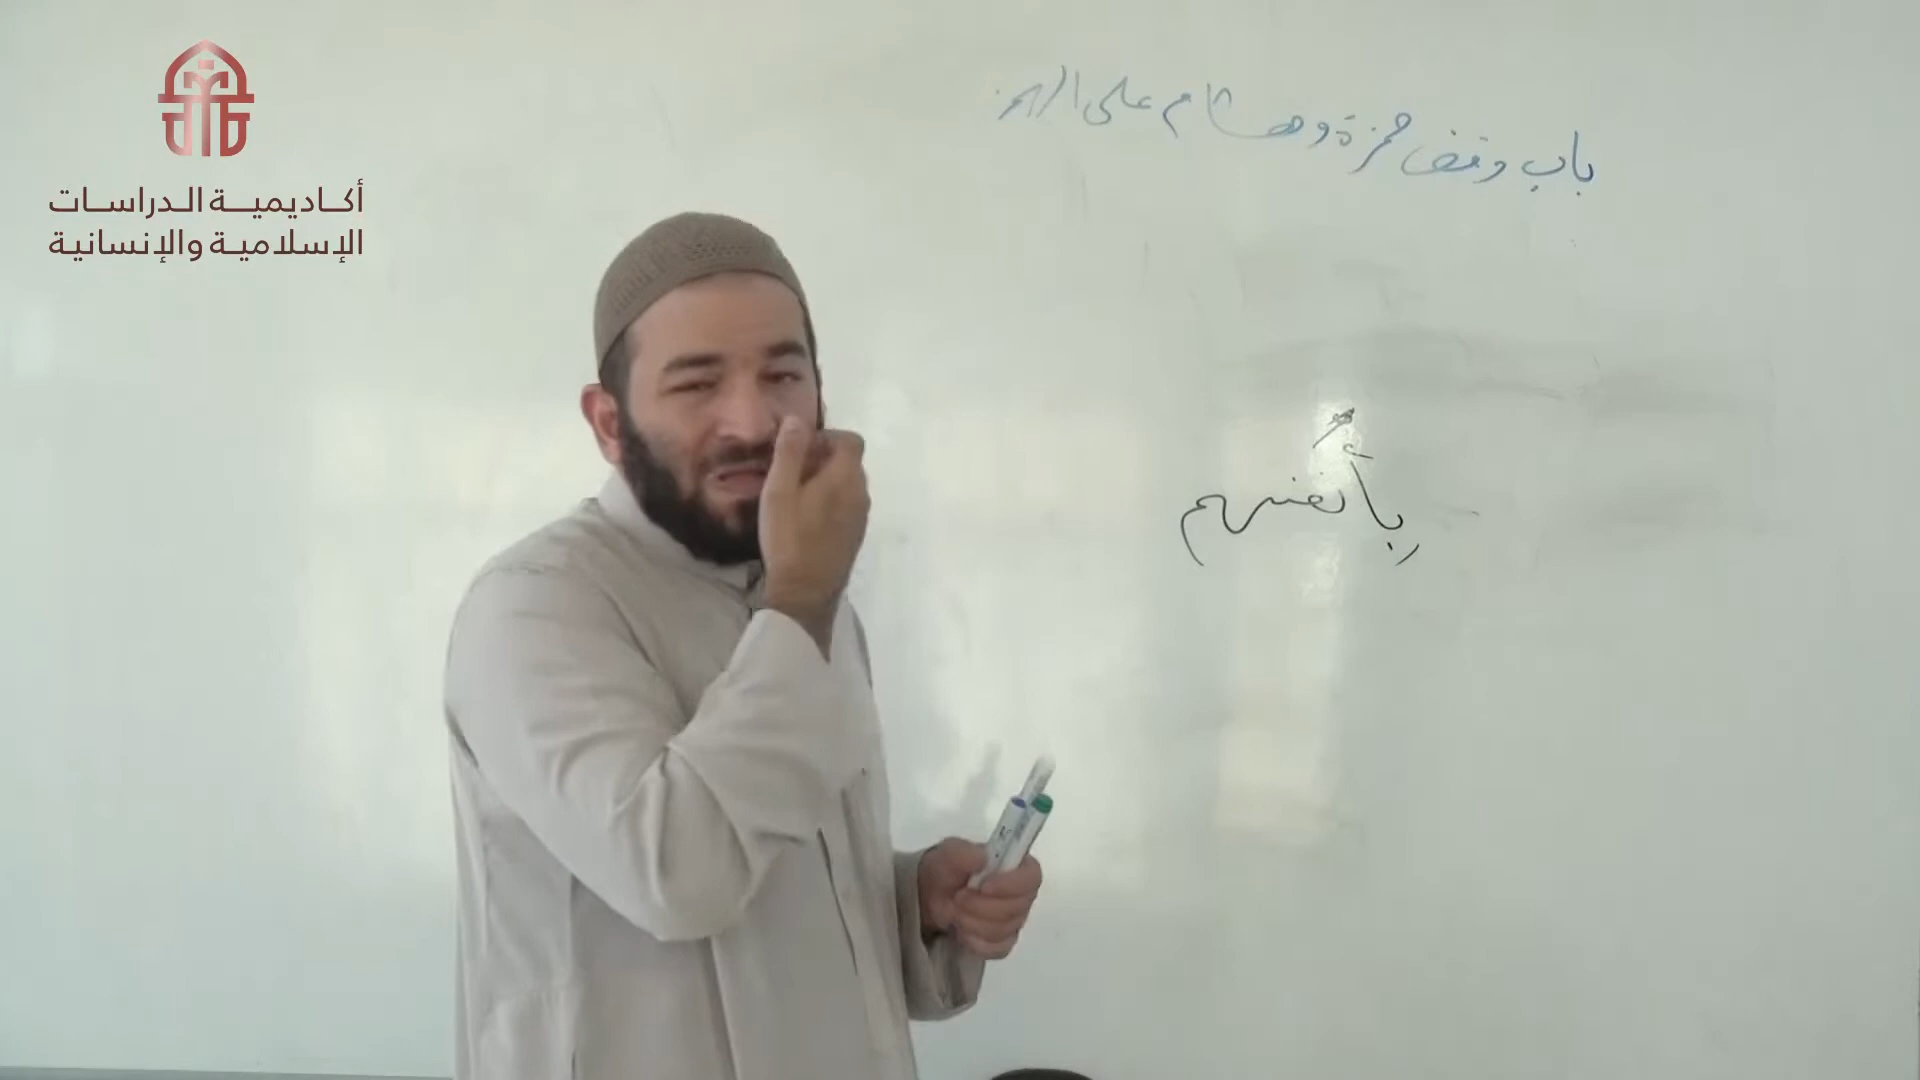 أكاديمية الدراسات
الإسلامية والإنسانية
باب وقف حمزة وهشام على الهمز
بأنفسهم